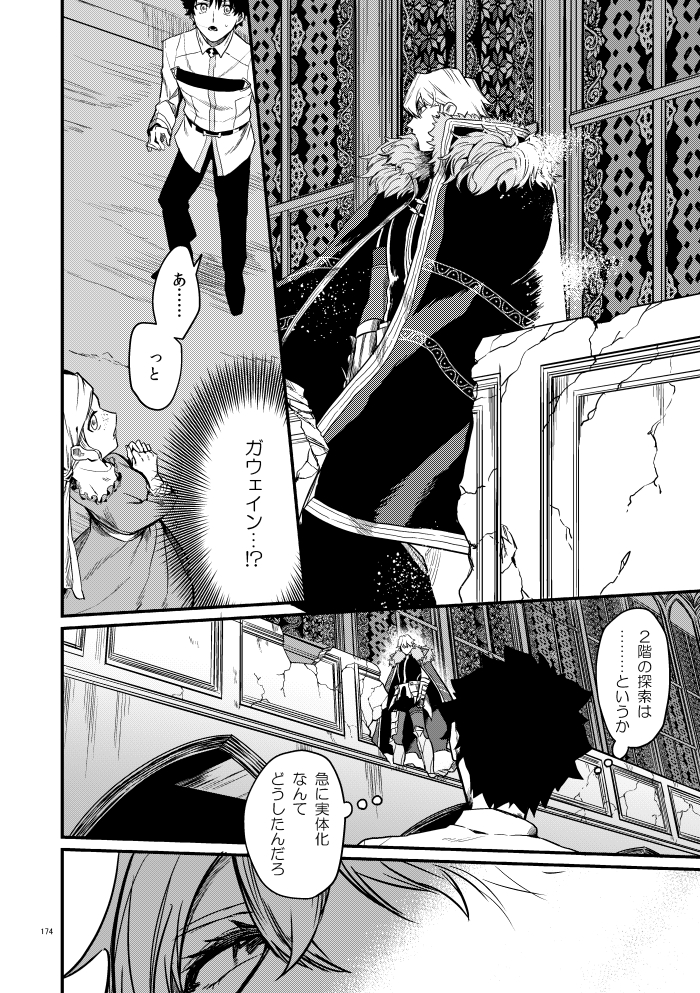 ガウェイン…!?
あ……
っと
２階の探索は
………というか
急に実体化
なんて
どうしたんだろ
174